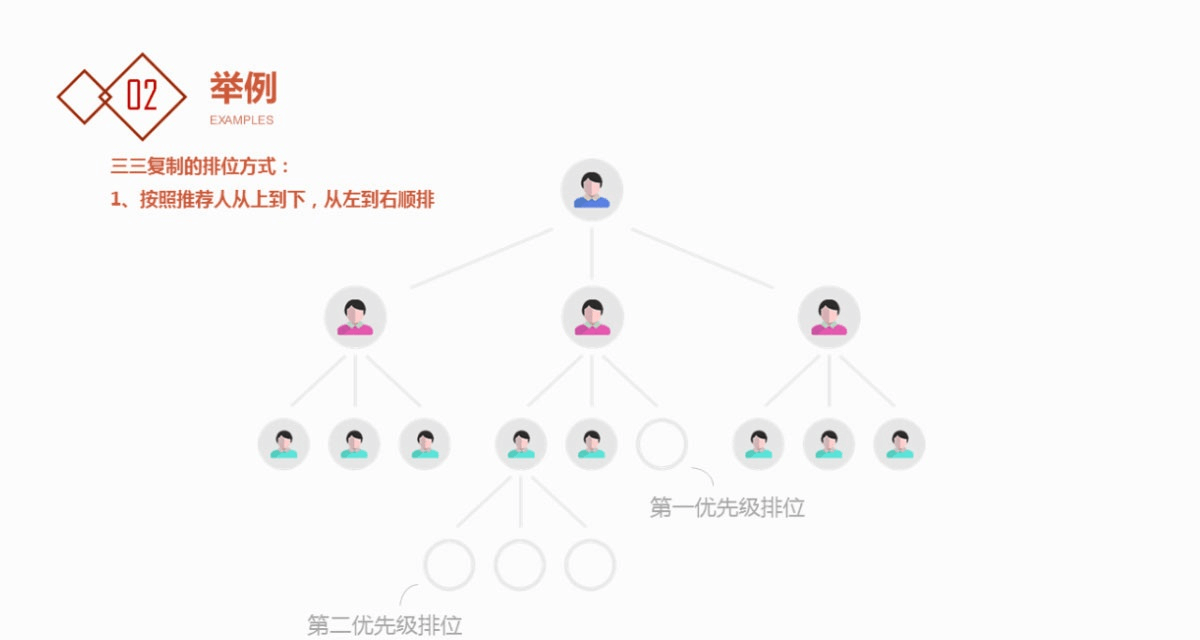 02
举例
EXAMPLES
三三复制的排位方式：
1、按照推荐人从上到下，从左到右顺排
第一优先级排位
第二优先级排位